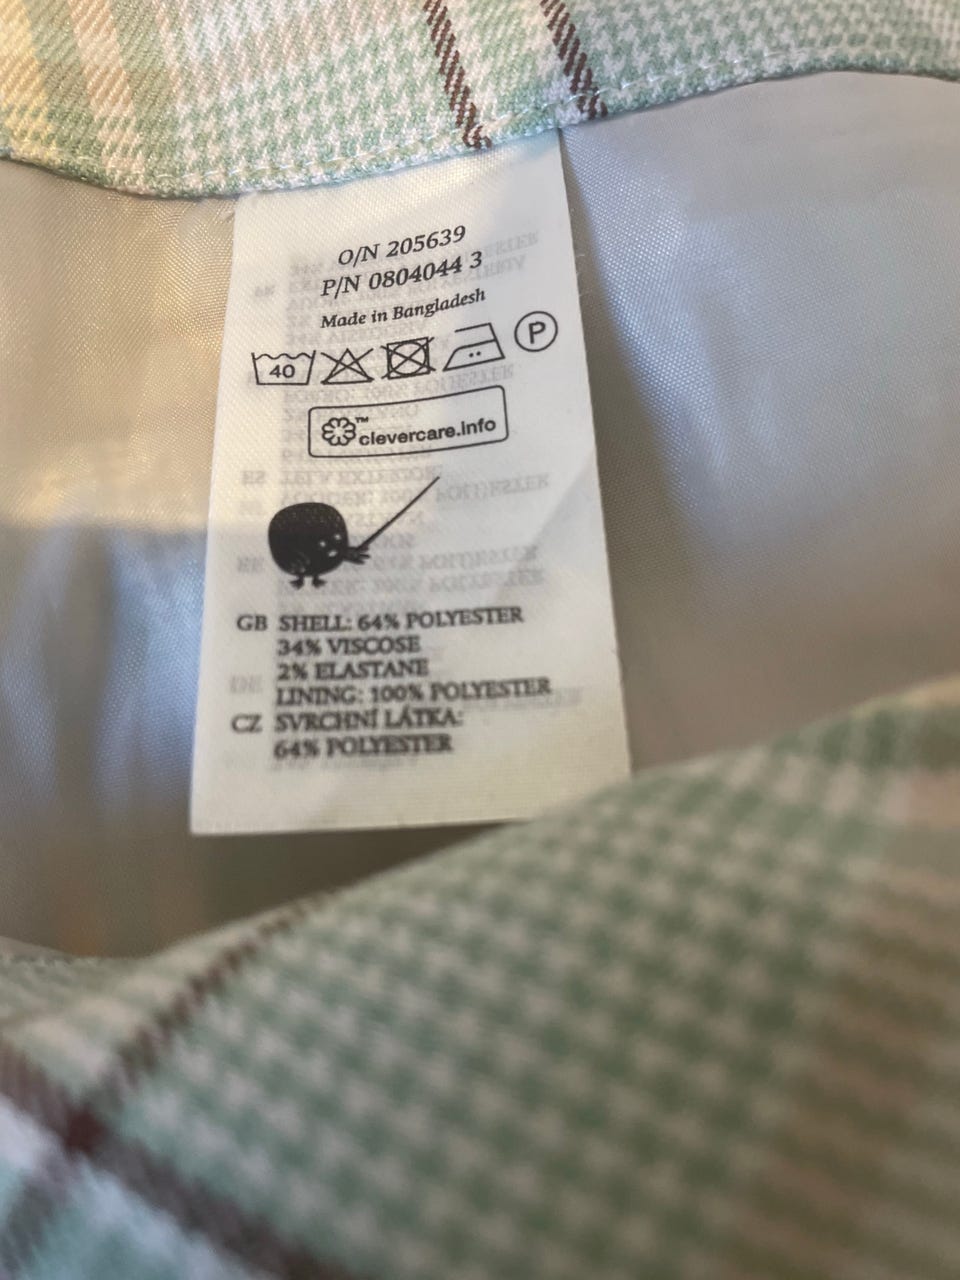 O/N 205639
P/N 0804044 3
Made in Bangladesh
40 P
clevercare.info™
GB SHELL: 64% POLYESTER
34% VISCOSE
2% ELASTANE
LINING: 100% POLYESTER
CZ SVRCHNÍ LÁTKA:
64% POLYESTER